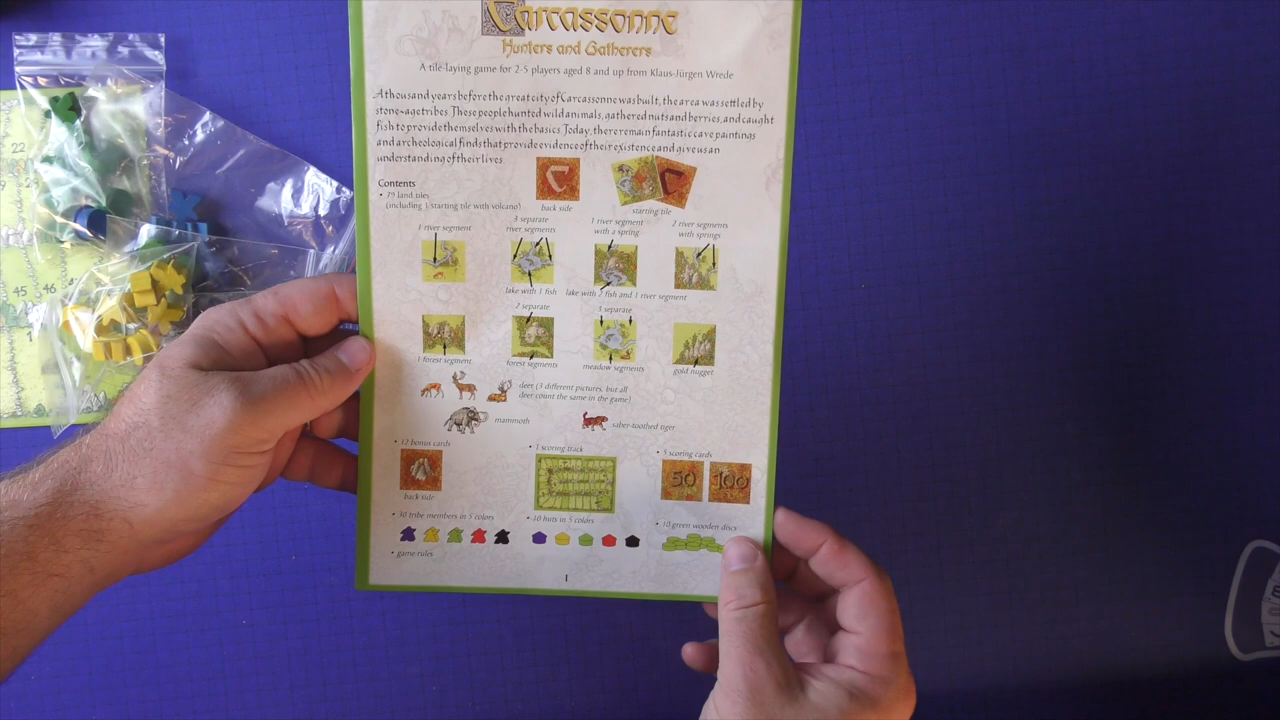 Carcassonne
Hunters and Gatherers
A tile-laying game for 2-5 players aged 8 and up from Klaus-Jürgen Wrede
A thousand years before the great city of Carcassonne was built, the area was settled by
stone-age tribes. These people hunted wild animals, gathered nuts and berries, and caught
fish to provide themselves with the basics. Today, there remain fantastic cave paintings
and archeological finds that provide evidence of their existence and give us an
understanding of their lives.
Contents
• 79 land tiles
(including 1 starting tile with volcano)
back side
starting tile
1 river segment
3 separate
river segments
1 river segment
with a spring
2 river segments
with springs
lake with 1 fish
lake with 2 fish and 1 river segment
1 forest segment
2 separate
forest segments
3 separate
meadow segments
gold nugget
deer (3 different pictures, but all
deer count the same in the game)
mammoth
saber-toothed tiger
• 12 bonus cards
back side
• 1 scoring track
• 5 scoring cards
50
100
• 30 tribe members in 5 colors
• 10 huts in 5 colors
• 10 green wooden discs
• game rules
1
22
9
45
46